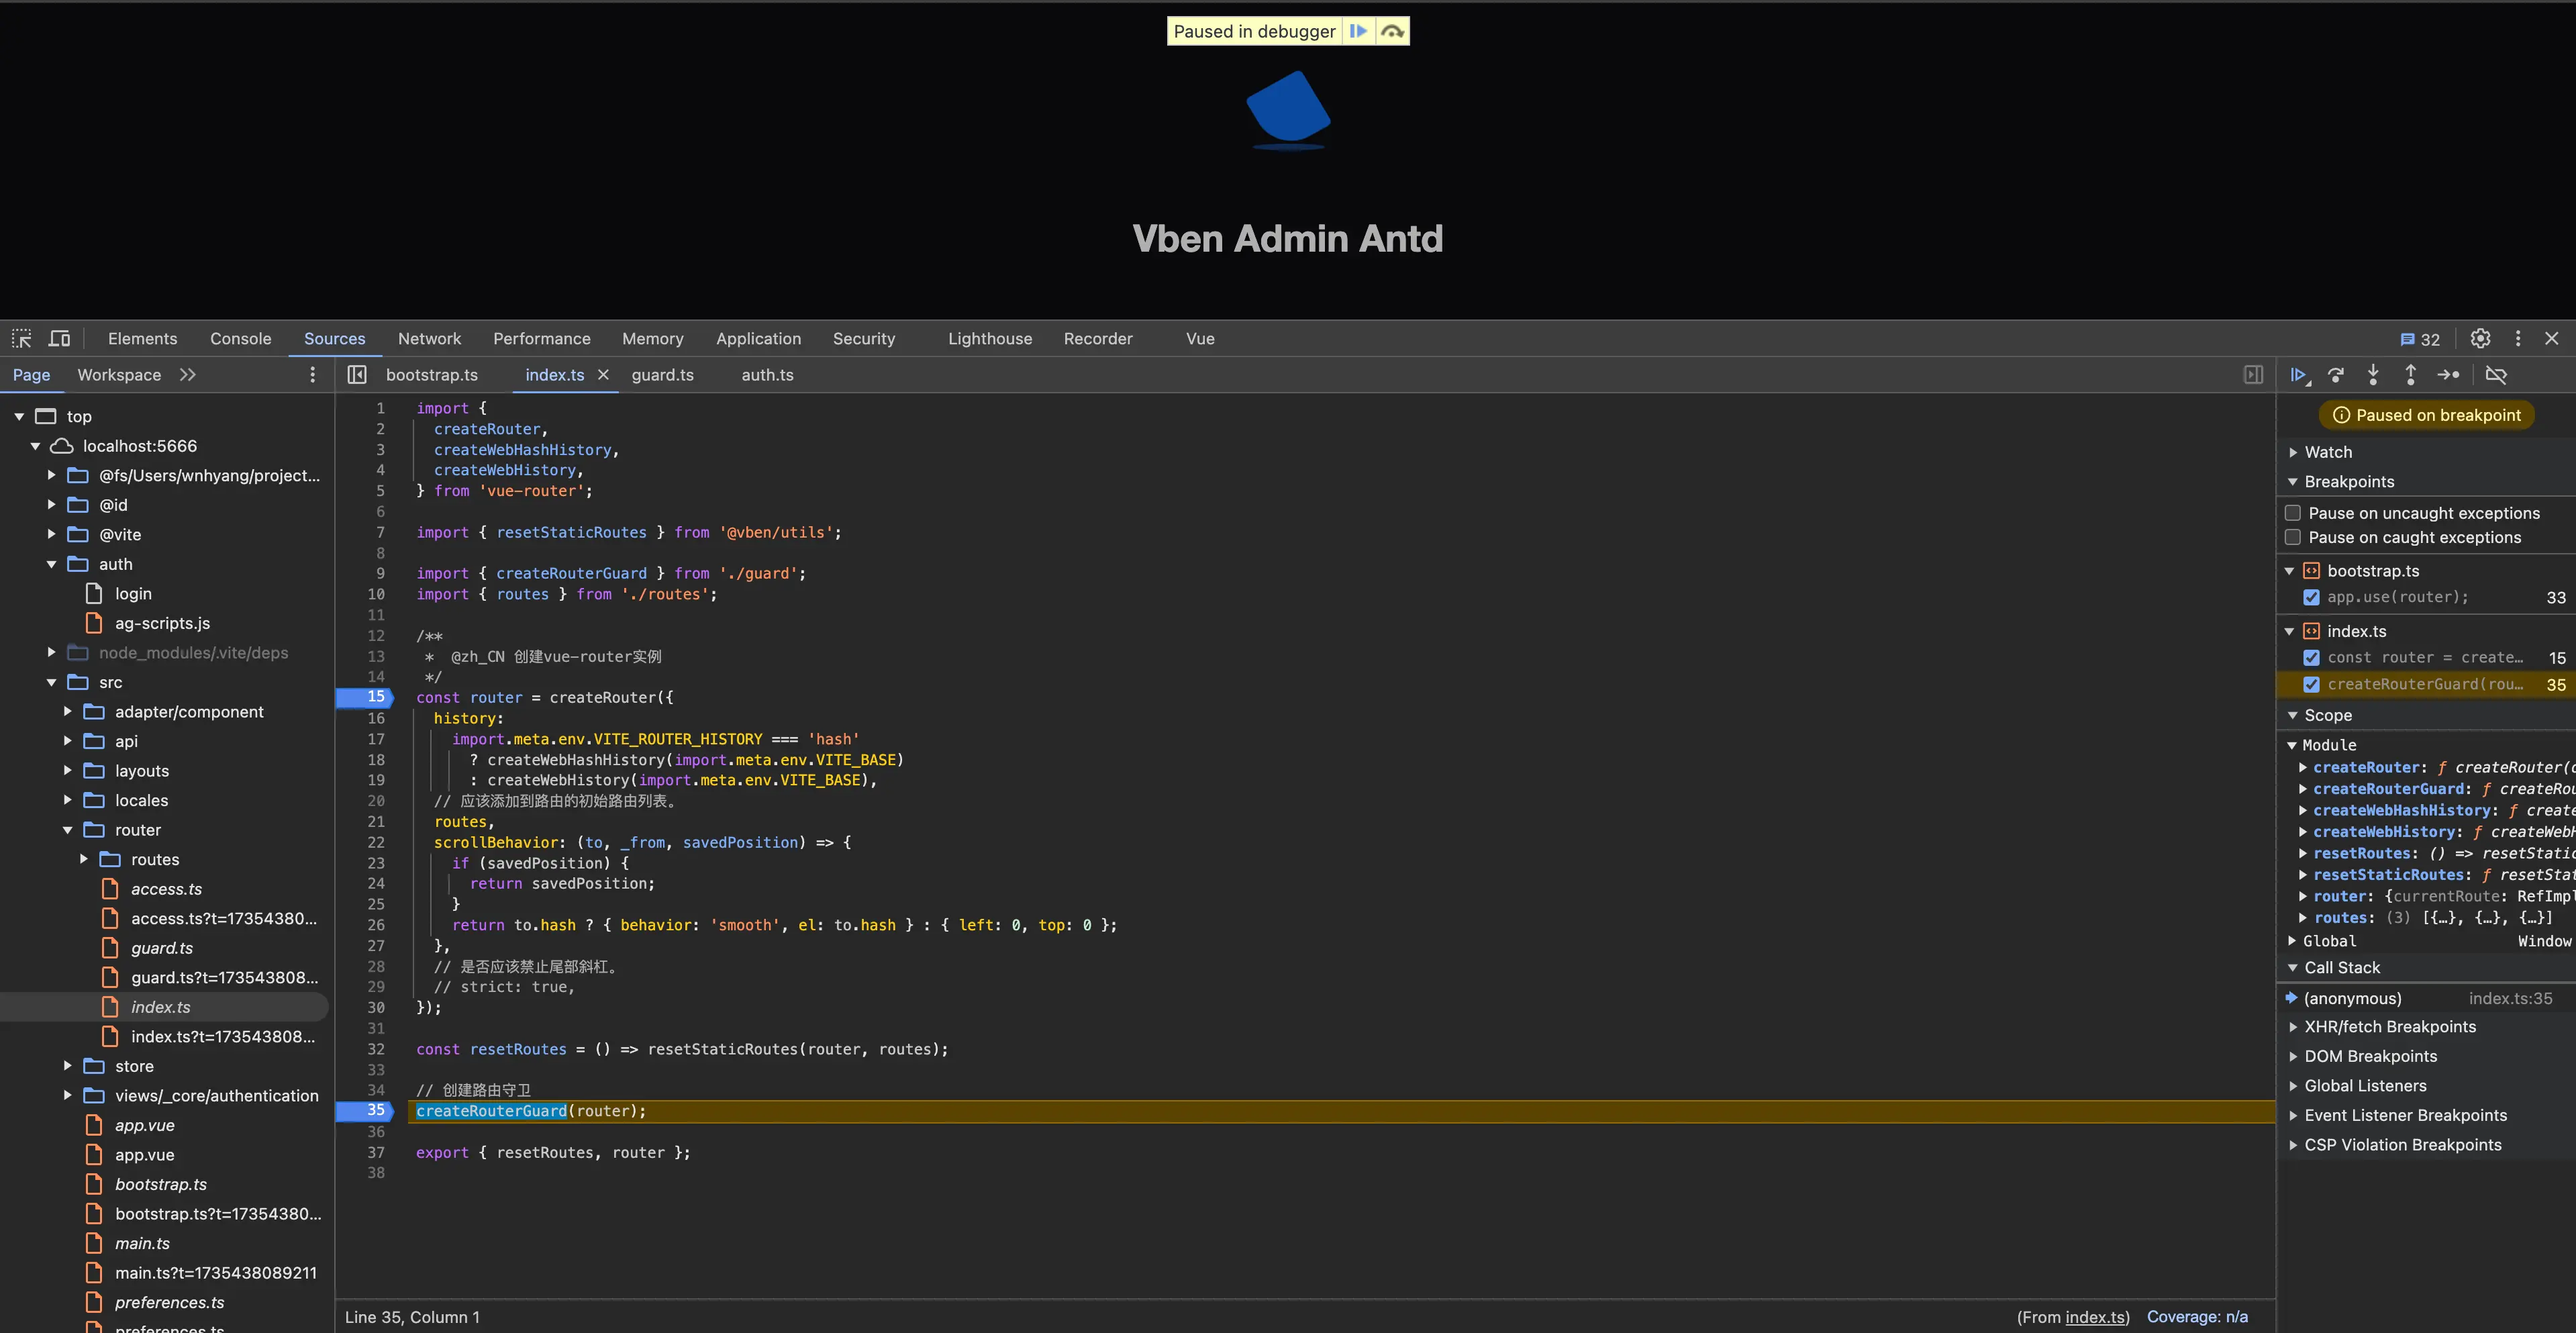 Paused in debugger
Vben Admin Antd
Elements Console Sources Network Performance Memory Application Security Lighthouse Recorder Vue 32
Page Workspace
bootstrap.ts index.ts guard.ts auth.ts
top
localhost:5666
@fs/Users/wnhyang/project...
@id
@vite
auth
login
ag-scripts.js
node_modules/.vite/deps
src
adapter/component
api
layouts
locales
router
routes
access.ts
access.ts?t=17354380...
guard.ts
guard.ts?t=173543808...
index.ts
index.ts?t=173543808...
store
views/_core/authentication
app.vue
app.vue
bootstrap.ts
bootstrap.ts?t=17354380...
main.ts
main.ts?t=1735438089211
preferences.ts
preferences.ts
1 import {
2 createRouter,
3 createWebHashHistory,
4 createWebHistory,
5 } from 'vue-router';
6
7 import { resetStaticRoutes } from '@vben/utils';
8
9 import { createRouterGuard } from './guard';
10 import { routes } from './routes';
11
12 /**
13 * @zh_CN 创建vue-router实例
14 */
15 const router = createRouter({
16 history:
17 import.meta.env.VITE_ROUTER_HISTORY === 'hash'
18 ? createWebHashHistory(import.meta.env.VITE_BASE)
19 : createWebHistory(import.meta.env.VITE_BASE),
20 // 应该添加到路由的初始路由列表。
21 routes,
22 scrollBehavior: (to, _from, savedPosition) => {
23 if (savedPosition) {
24 return savedPosition;
25 }
26 return to.hash ? { behavior: 'smooth', el: to.hash } : { left: 0, top: 0 };
27 },
28 // 是否应该禁止尾部斜杠。
29 // strict: true,
30 });
31
32 const resetRoutes = () => resetStaticRoutes(router, routes);
33
34 // 创建路由守卫
35 createRouterGuard(router);
36
37 export { resetRoutes, router };
38
Line 35, Column 1
(From index.ts) Coverage: n/a
Paused on breakpoint
Watch
Breakpoints
Pause on uncaught exceptions
Pause on caught exceptions
bootstrap.ts
app.use(router); 33
index.ts
const router = create… 15
createRouterGuard(rou… 35
Scope
Module
createRouter: ƒ createRouter(
createRouterGuard: ƒ createRou
createWebHashHistory: ƒ create
createWebHistory: ƒ createWebH
resetRoutes: () => resetStatic
resetStaticRoutes: ƒ resetStat
router: {currentRoute: RefImpl
routes: (3) [{…}, {…}, {…}]
Global Window
Call Stack
(anonymous) index.ts:35
XHR/fetch Breakpoints
DOM Breakpoints
Global Listeners
Event Listener Breakpoints
CSP Violation Breakpoints